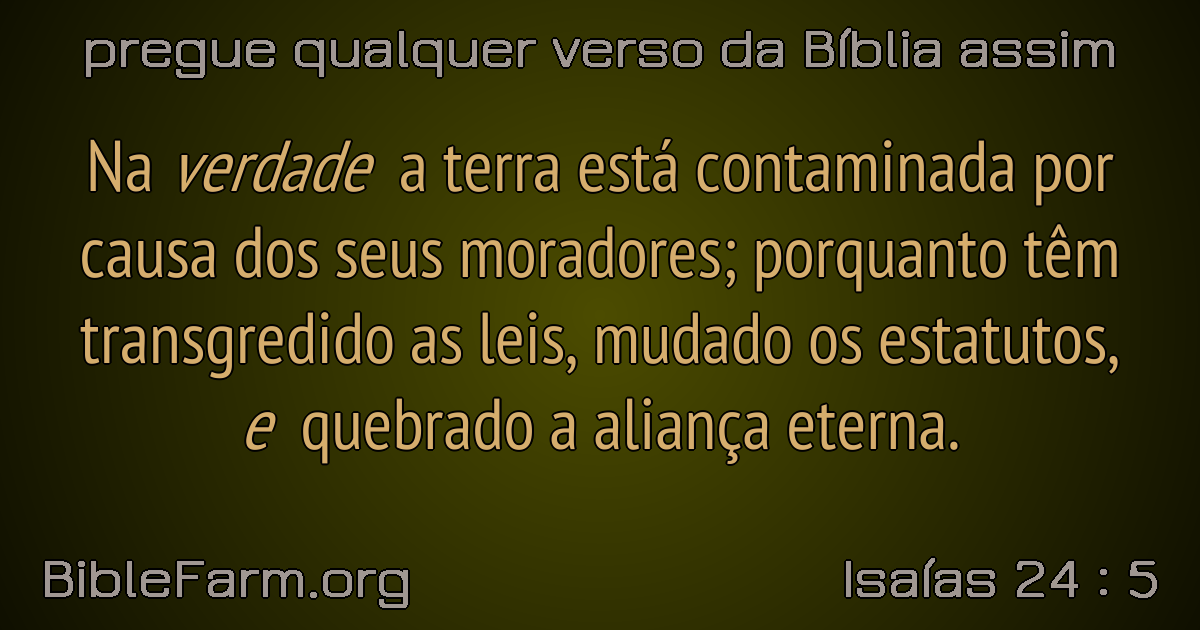 pregue qualquer verso da Bíblia assim
Na verdade a terra está contaminada por
causa dos seus moradores; porquanto têm
transgredido as leis, mudado os estatutos,
e quebrado a aliança eterna.
BibleFarm.org
Isaías 24 : 5